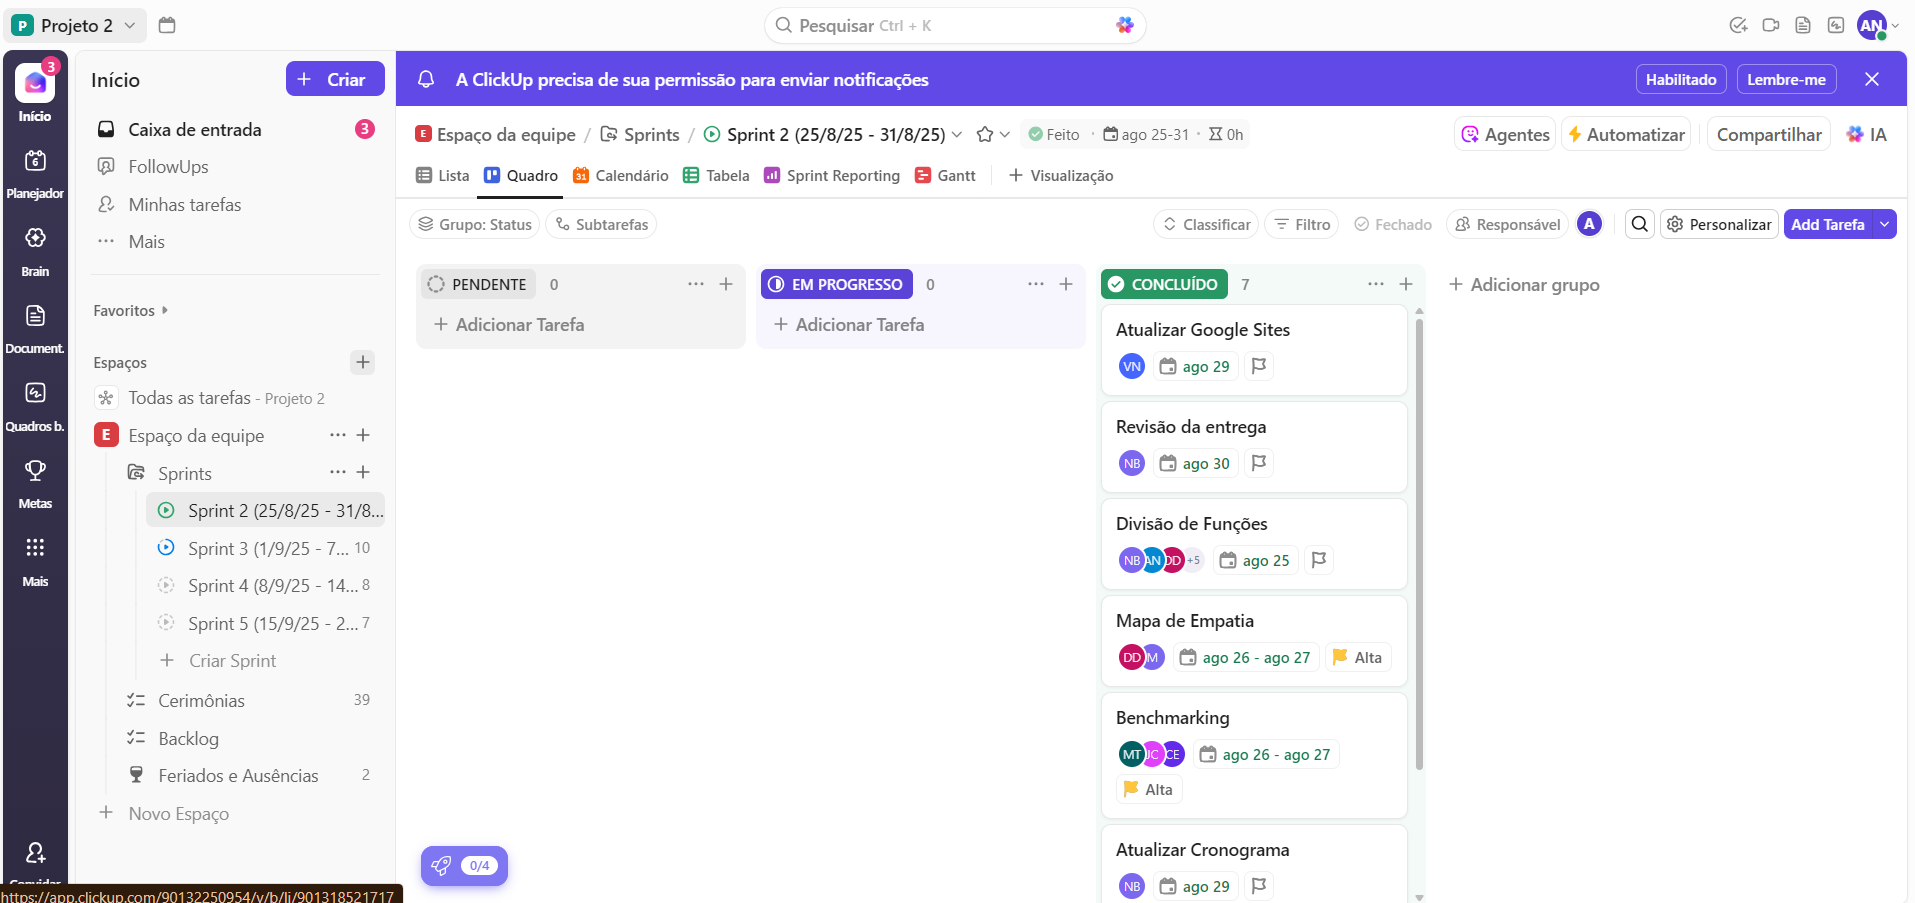 P Projeto 2
Pesquisar Ctrl + K
AN
3
Início
Planejador
6
Brain
Document.
Quadros b.
Metas
Mais
Início
+ Criar
Caixa de entrada 3
FollowUps
Minhas tarefas
Mais
Favoritos
Espaços
Todas as tarefas - Projeto 2
E Espaço da equipe
Sprints
Sprint 2 (25/8/25 - 31/8...
Sprint 3 (1/9/25 - 7... 10
Sprint 4 (8/9/25 - 14... 8
Sprint 5 (15/9/25 - 2... 7
+ Criar Sprint
Cerimônias 39
Backlog
Feriados e Ausências 2
+ Novo Espaço
https://app.clickup.com/90132250954/v/b/li/901318521717
A ClickUp precisa de sua permissão para enviar notificações
Habilitado
Lembre-me
E Espaço da equipe / Sprints / Sprint 2 (25/8/25 - 31/8/25)
Feito · ago 25-31 · 0h
Agentes
Automatizar
Compartilhar
IA
Lista
Quadro
31 Calendário
Tabela
Sprint Reporting
Gantt
+ Visualização
Grupo: Status
Subtarefas
Classificar
Filtro
Fechado
Responsável
A
Personalizar
Add Tarefa
PENDENTE 0
+ Adicionar Tarefa
EM PROGRESSO 0
+ Adicionar Tarefa
CONCLUÍDO 7
Atualizar Google Sites
VN ago 29
Revisão da entrega
NB ago 30
Divisão de Funções
NB AN DD +5 ago 25
Mapa de Empatia
DD M ago 26 - ago 27 Alta
Benchmarking
MT JC CE ago 26 - ago 27
Alta
Atualizar Cronograma
NB ago 29
+ Adicionar grupo
0/4